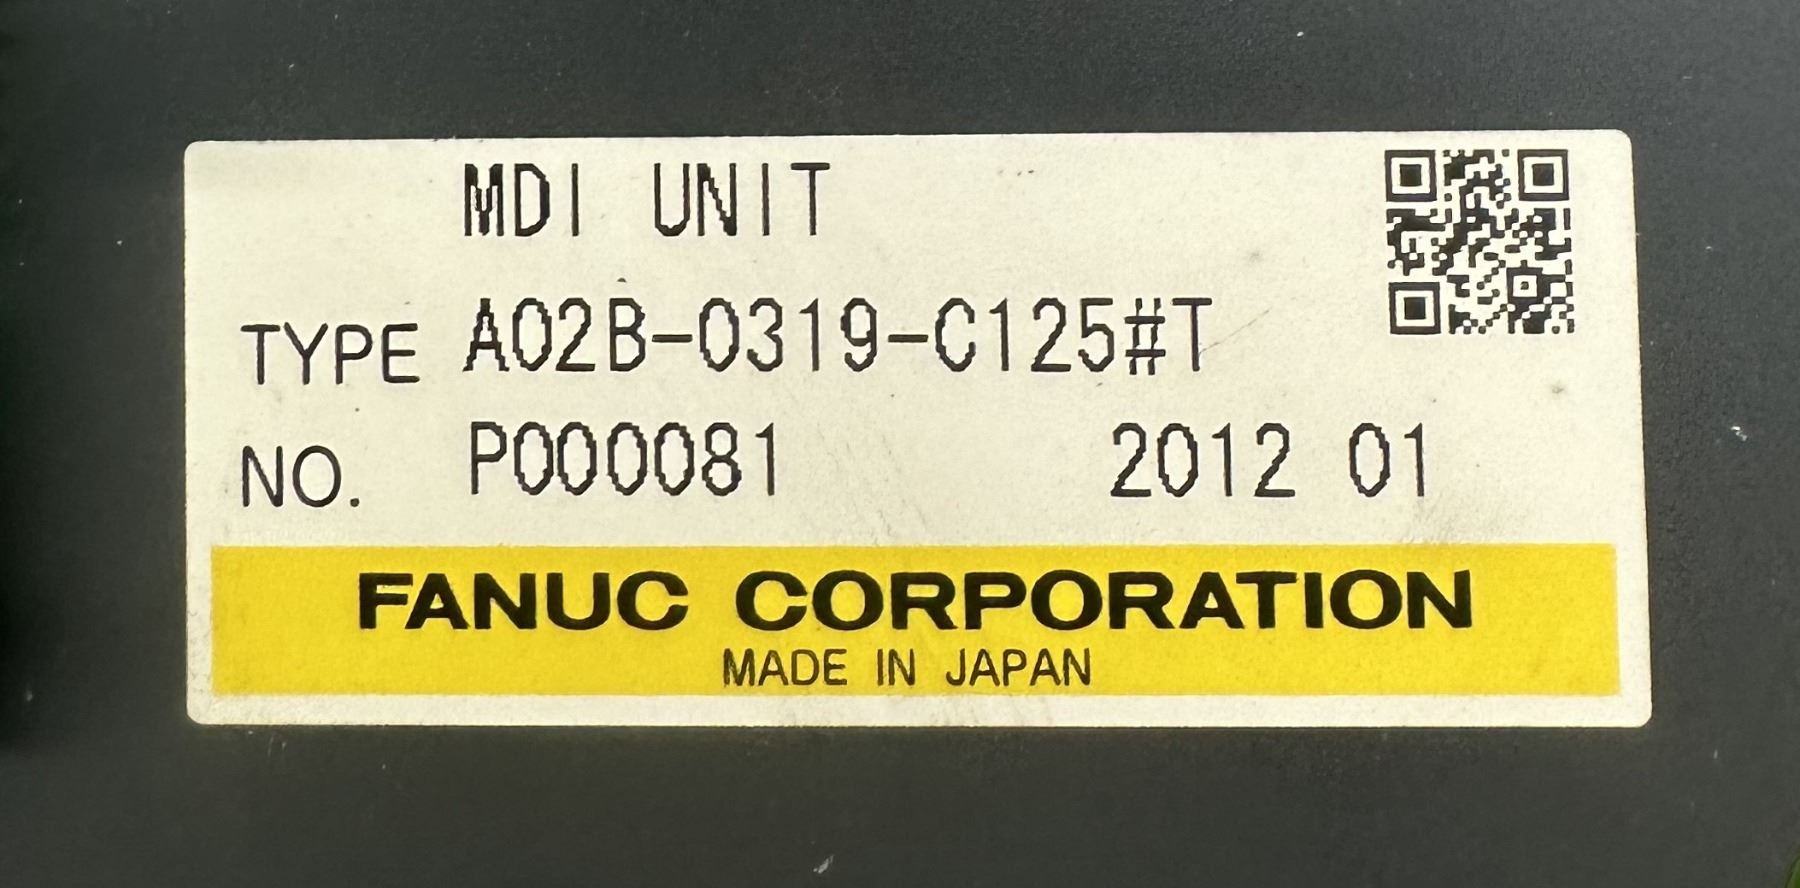 MDI UNIT
TYPE A02B-0319-C125#T
NO. P000081 2012 01
FANUC CORPORATION
MADE IN JAPAN